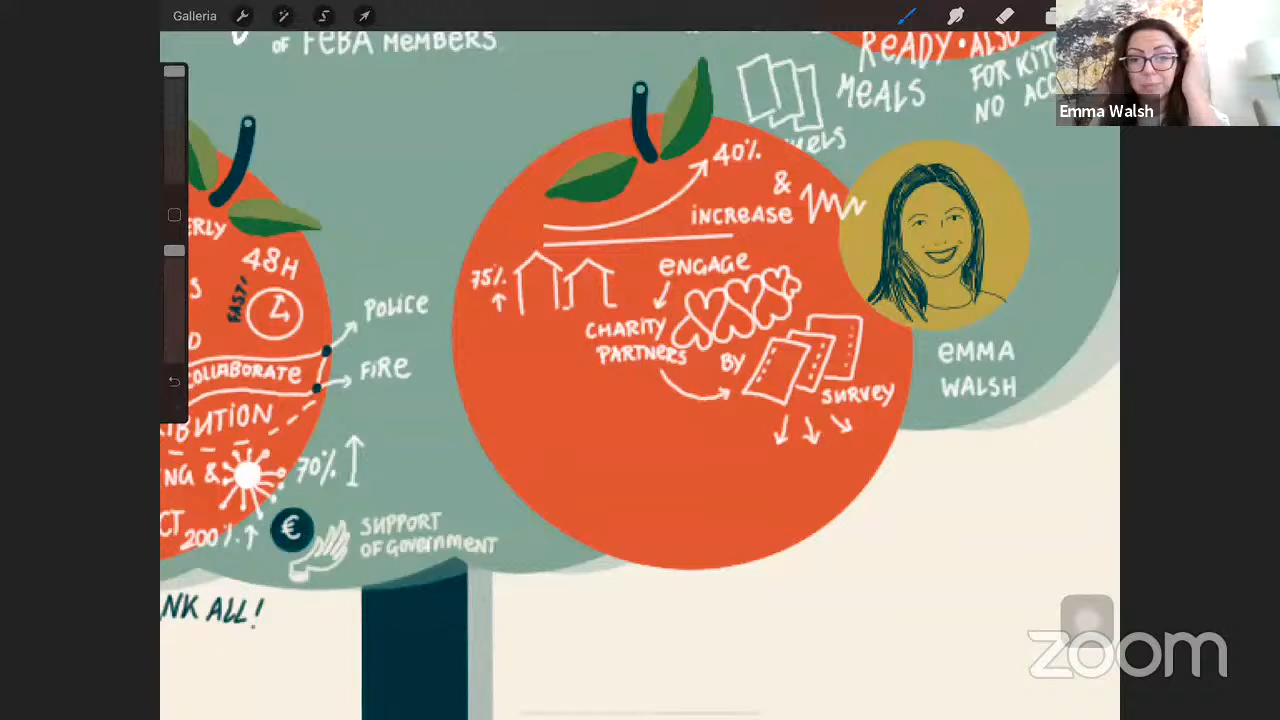 Galleria
OF FEBA MEMBERS
READY • ALSO
MEALS
FOR KITC
NO ACC
Emma Walsh
40%
&
INCREASE
75%
ENGAGE
CHARITY
PARTNERS
BY
SURVEY
EMMA
WALSH
ERLY
48H
FAST
POLICE
COLLABORATE
FIRE
IBUTION
NG &
70%
CT 200%
€
SUPPORT
OF GOVERNMENT
NK ALL!
zoom